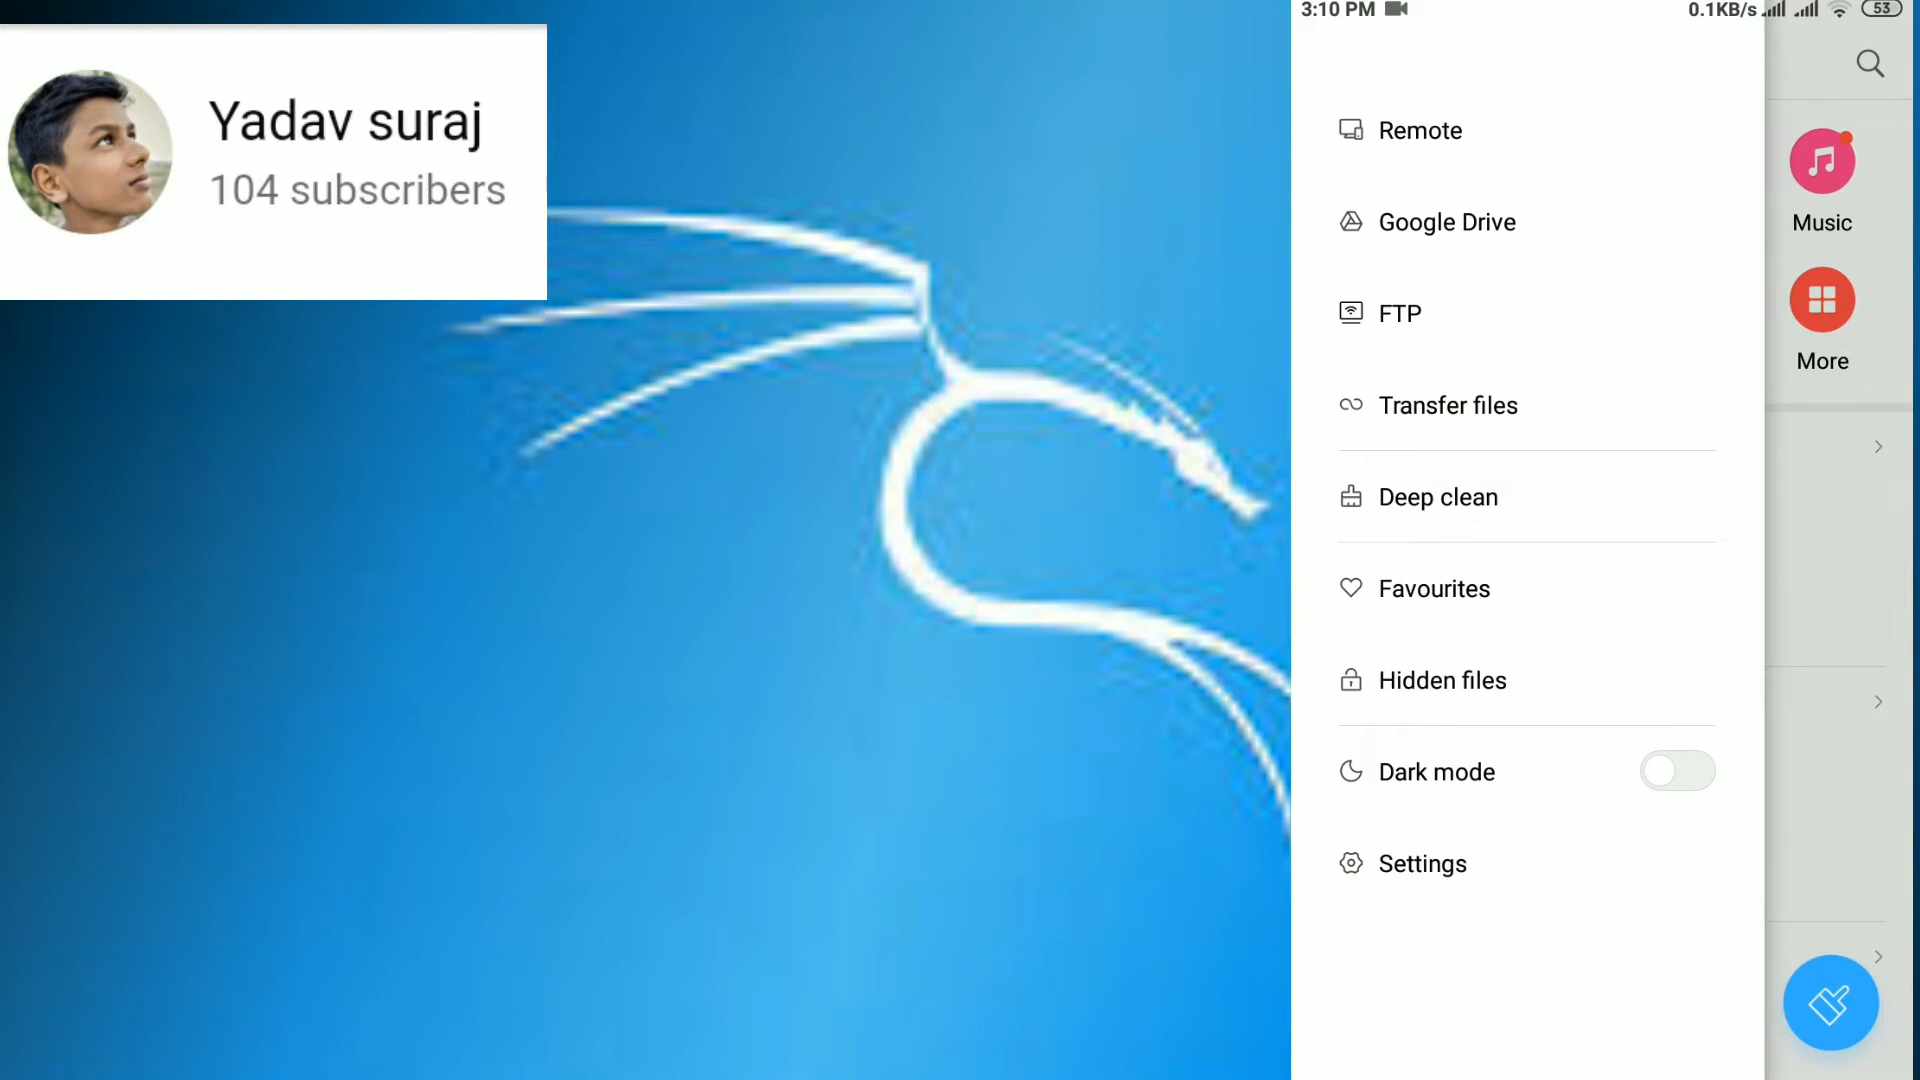 Yadav suraj
104 subscribers
3:10 PM
0.1KB/s
53
Remote
Google Drive
FTP
Transfer files
Deep clean
Favourites
Hidden files
Dark mode
Settings
Music
More